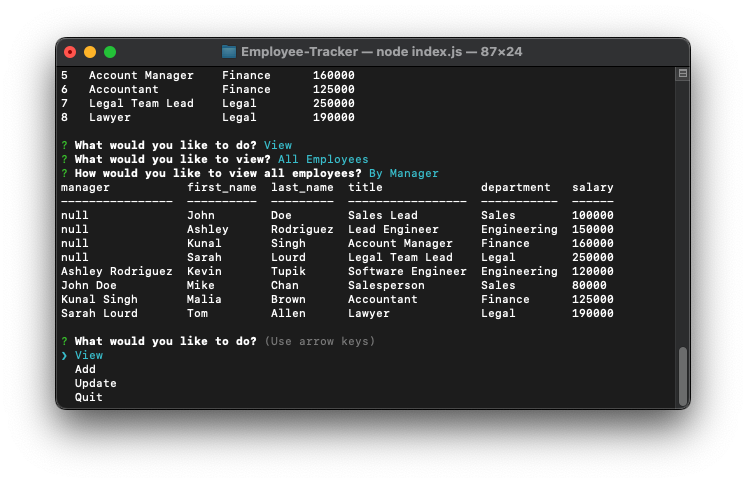 Employee-Tracker — node index.js — 87×24
5   Account Manager    Finance      160000
6   Accountant         Finance      125000
7   Legal Team Lead    Legal        250000
8   Lawyer             Legal        190000
? What would you like to do? View
? What would you like to view? All Employees
? How would you like to view all employees? By Manager
manager           first_name  last_name  title              department   salary
----------------  ----------  ---------  -----------------  -----------  ------
null              John        Doe        Sales Lead         Sales        100000
null              Ashley      Rodriguez  Lead Engineer      Engineering  150000
null              Kunal       Singh      Account Manager    Finance      160000
null              Sarah       Lourd      Legal Team Lead    Legal        250000
Ashley Rodriguez  Kevin       Tupik      Software Engineer  Engineering  120000
John Doe          Mike        Chan       Salesperson        Sales        80000
Kunal Singh       Malia       Brown      Accountant         Finance      125000
Sarah Lourd       Tom         Allen      Lawyer             Legal        190000
? What would you like to do? (Use arrow keys)
❯ View
Add
Update
Quit